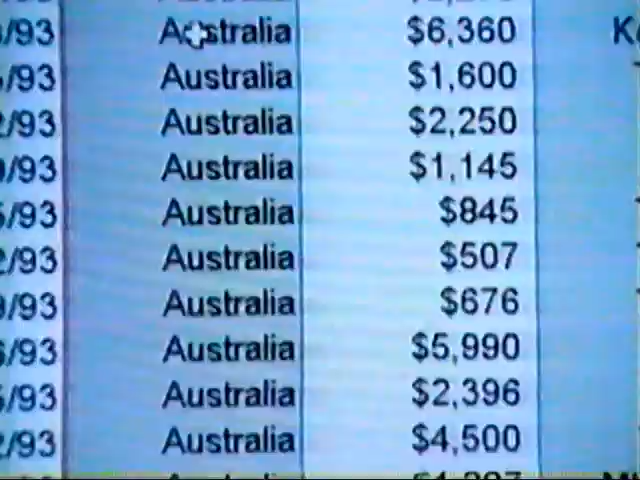 /93 Australia $6,360
/93 Australia $1,600
/93 Australia $2,250
/93 Australia $1,145
/93 Australia $845
/93 Australia $507
/93 Australia $676
/93 Australia $5,990
/93 Australia $2,396
/93 Australia $4,500